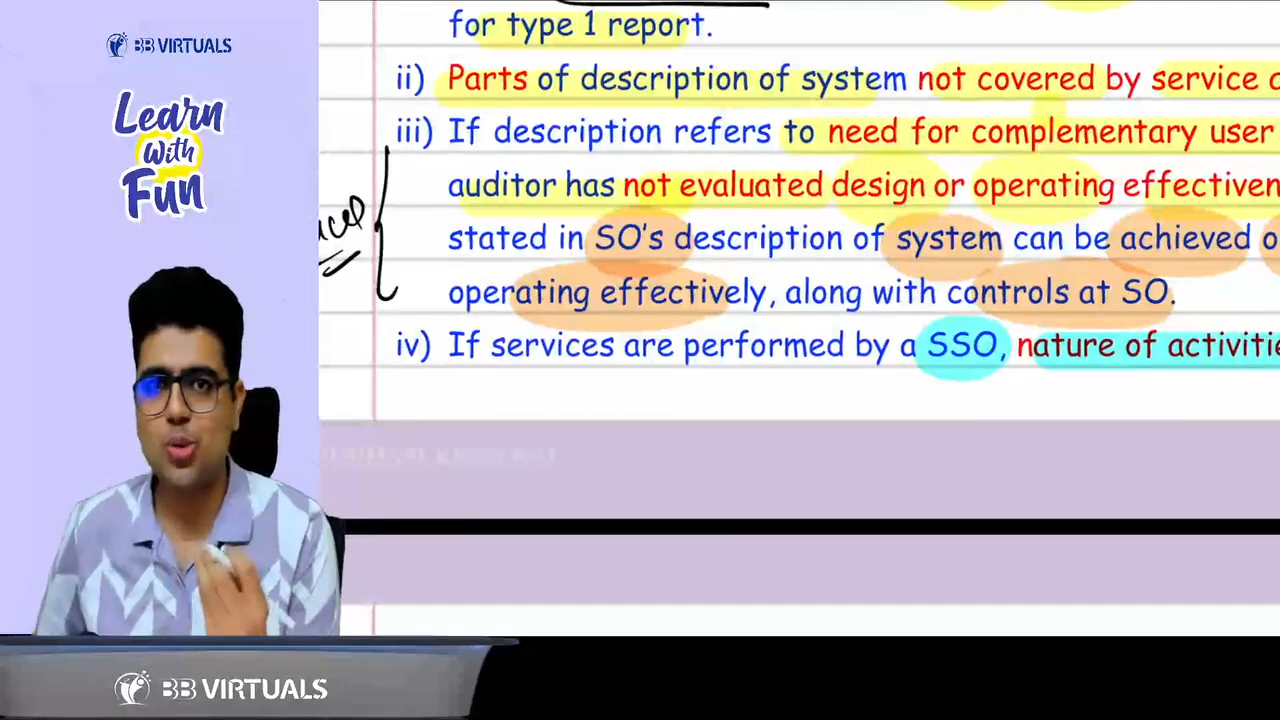 BB VIRTUALS
Learn
With
Fun
for type 1 report.
ii) Parts of description of system not covered by service
iii) If description refers to need for complementary user
auditor has not evaluated design or operating
stated in SO's description of system can be achieved
operating effectively, along with controls at SO.
iv) If services are performed by a SSO, nature of
BB VIRTUALS